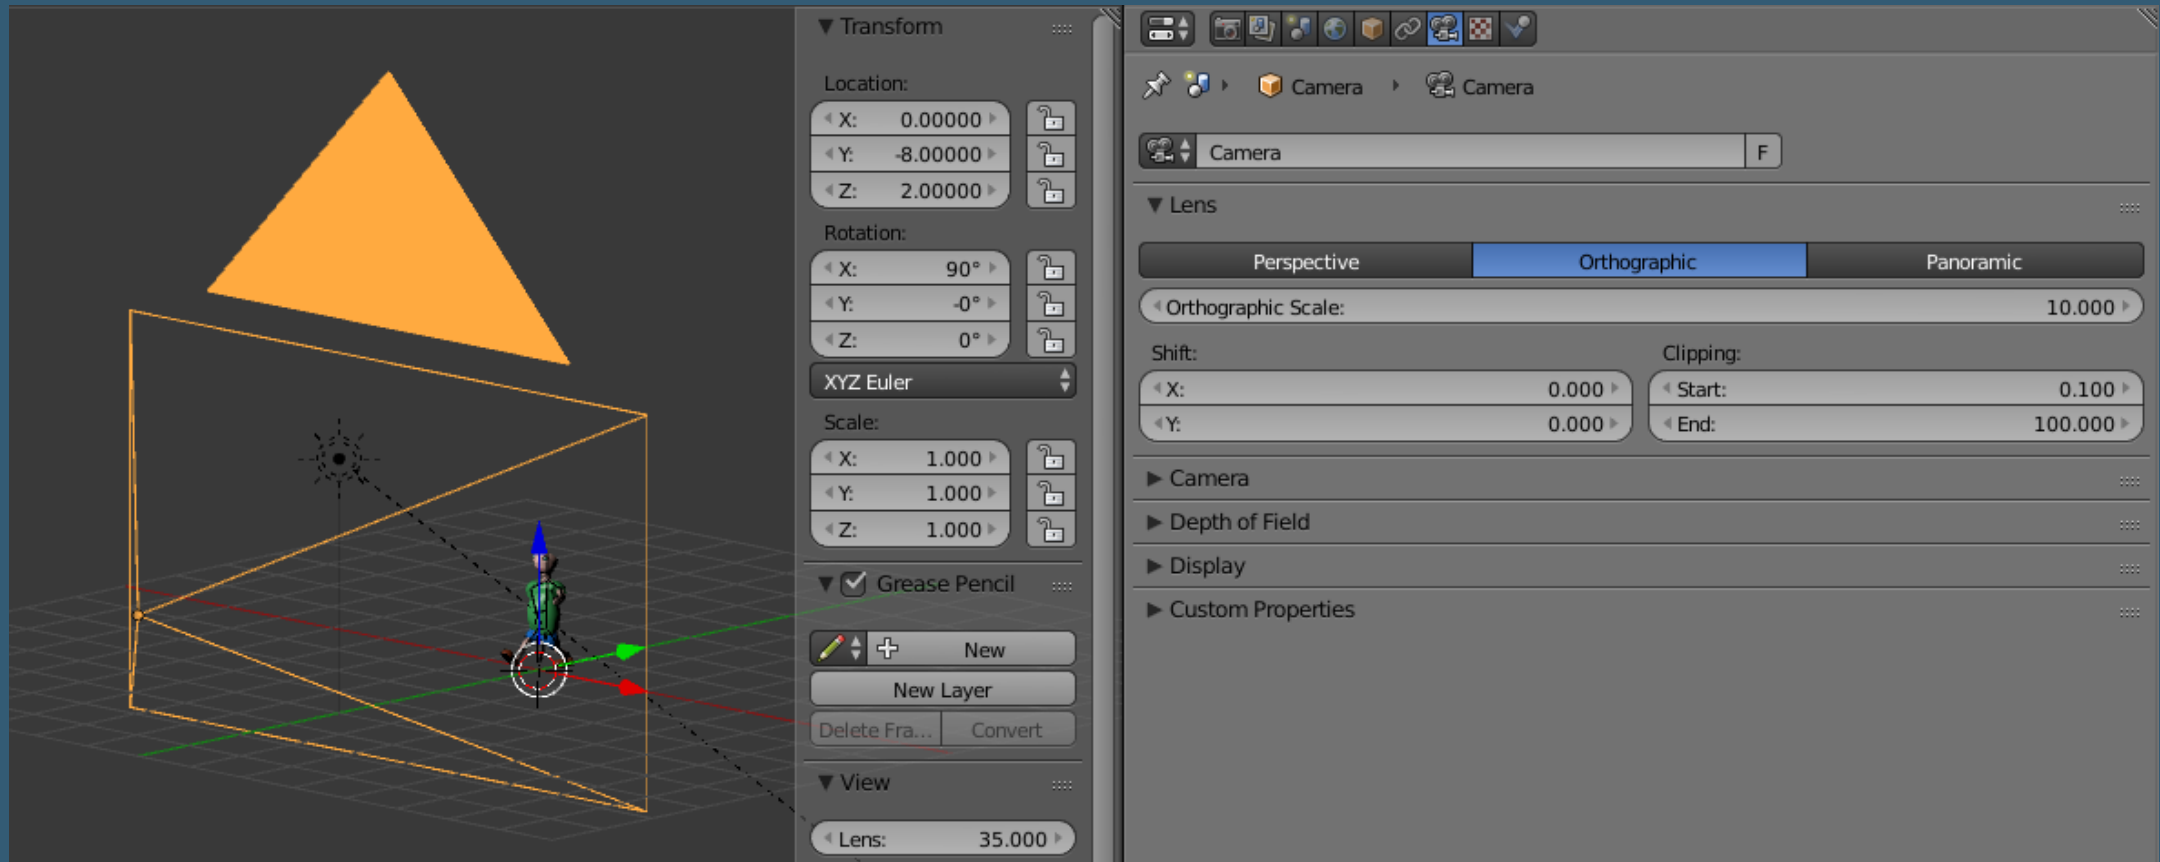 Transform
Location:
X: 0.00000
Y: -8.00000
Z: 2.00000
Rotation:
X: 90°
Y: -0°
Z: 0°
XYZ Euler
Scale:
X: 1.000
Y: 1.000
Z: 1.000
Grease Pencil
New
New Layer
Delete Fra... Convert
View
Lens: 35.000
Camera Camera
Camera F
Lens
Perspective Orthographic Panoramic
Orthographic Scale: 10.000
Shift: Clipping:
X: 0.000 Start: 0.100
Y: 0.000 End: 100.000
Camera
Depth of Field
Display
Custom Properties